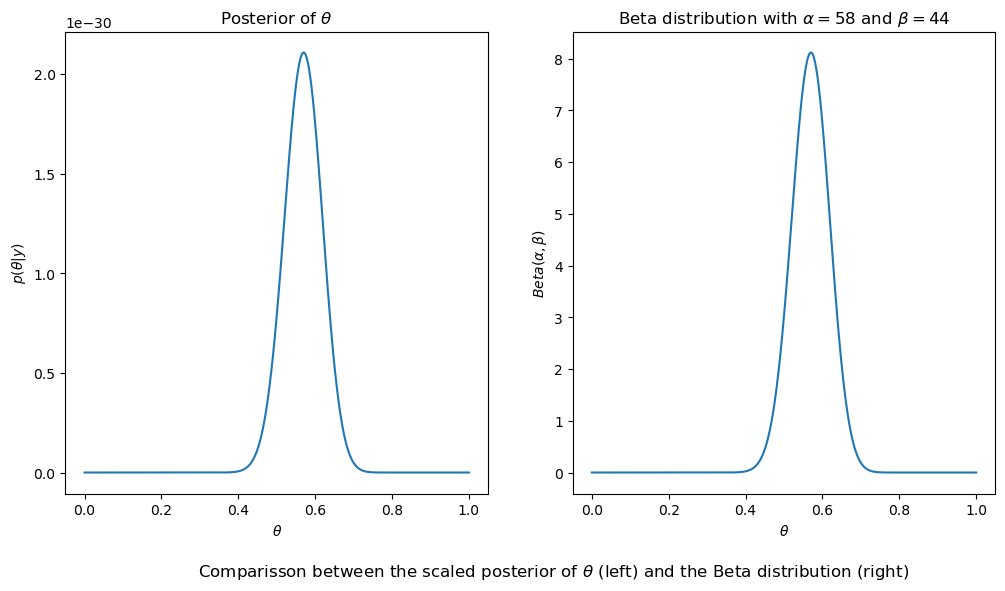 Posterior of θ
1e−30
2.0
1.5
1.0
0.5
0.0
p(θ|y)
0.0 0.2 0.4 0.6 0.8 1.0
θ
Beta distribution with α = 58 and β = 44
8
7
6
5
4
3
2
1
0
Beta(α, β)
0.0 0.2 0.4 0.6 0.8 1.0
θ
Comparisson between the scaled posterior of θ (left) and the Beta distribution (right)